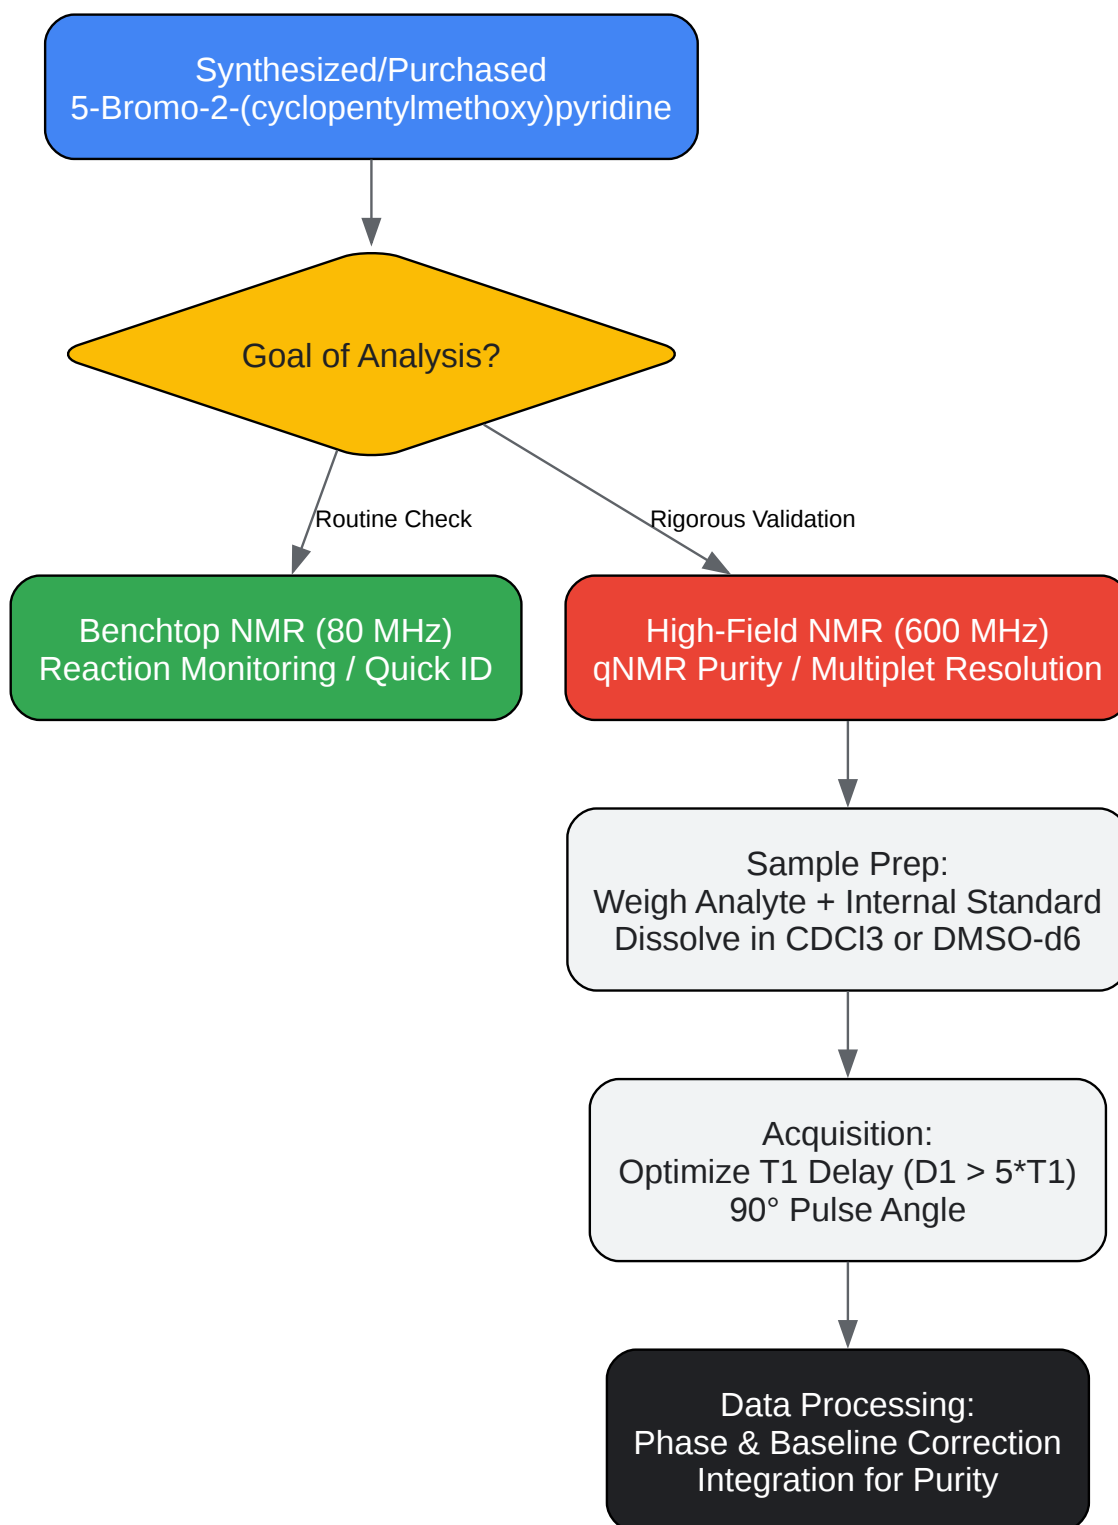 Synthesized/Purchased
5-Bromo-2-(cyclopentylmethoxy)pyridine
Goal of Analysis?
Routine Check
Rigorous Validation
Benchtop NMR (80 MHz)
Reaction Monitoring / Quick ID
High-Field NMR (600 MHz)
qNMR Purity / Multiplet Resolution
Sample Prep:
Weigh Analyte + Internal Standard
Dissolve in CDCl3 or DMSO-d6
Acquisition:
Optimize T1 Delay (D1 > 5*T1)
90° Pulse Angle
Data Processing:
Phase & Baseline Correction
Integration for Purity